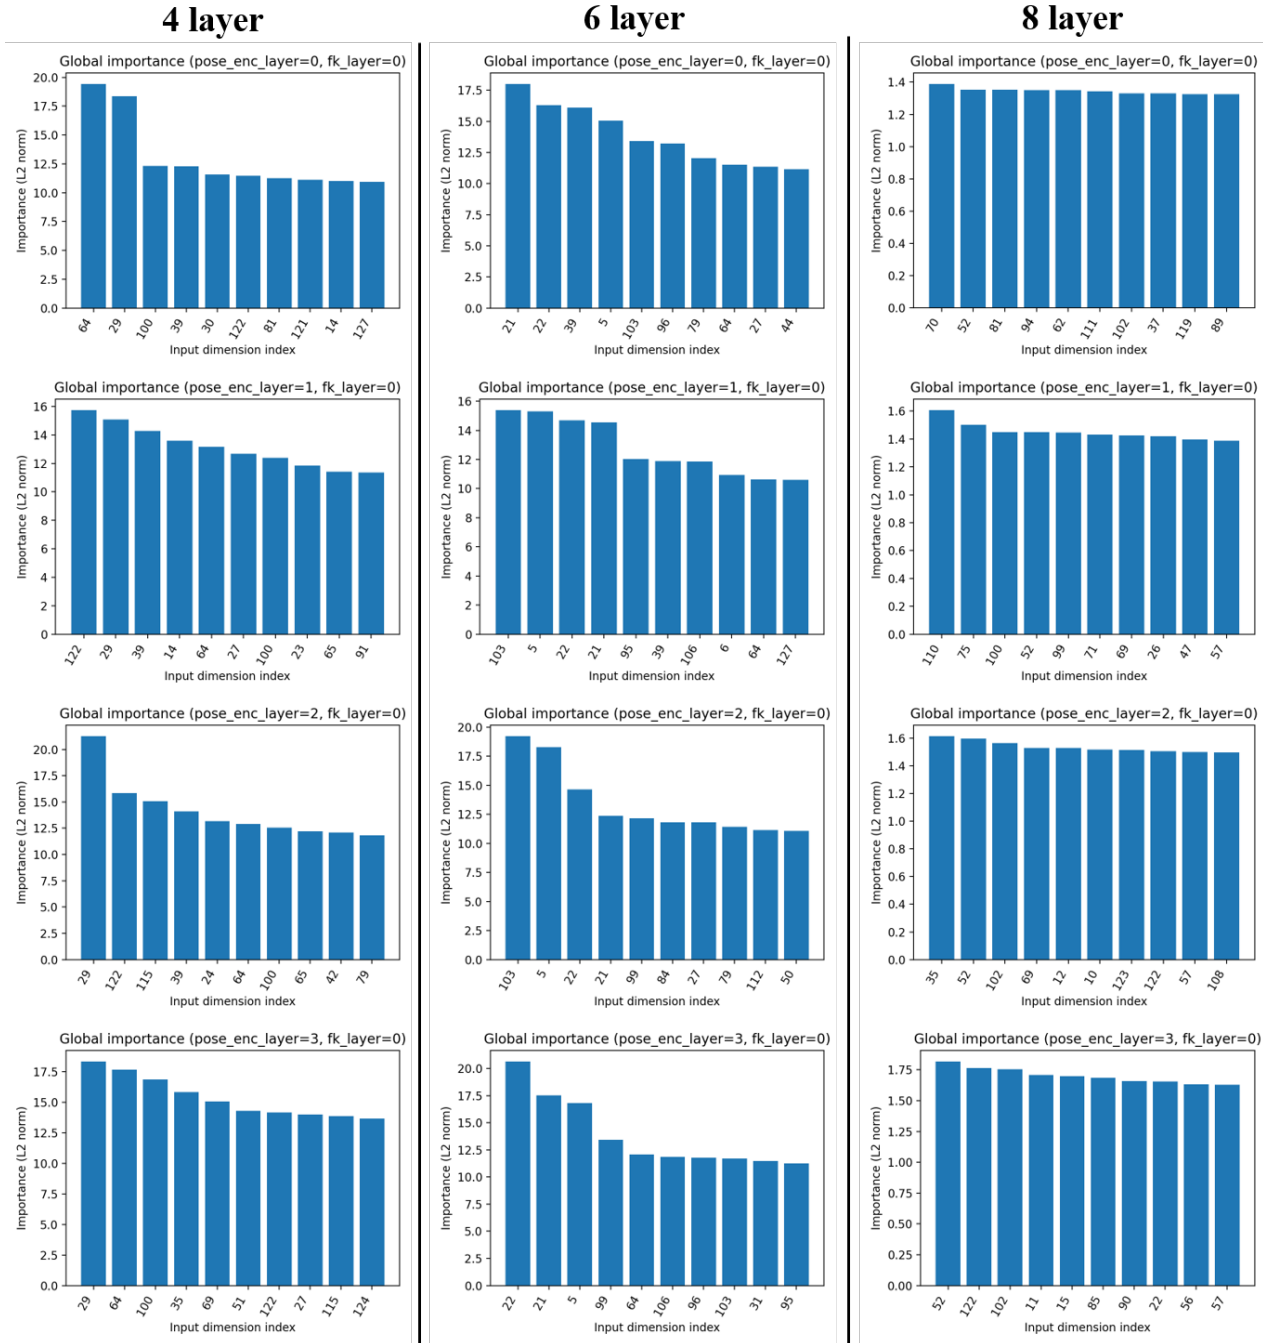 4 layer
6 layer
8 layer
Global importance (pose_enc_layer=0, fk_layer=0)
Importance (L2 norm)
20.0
17.5
15.0
12.5
10.0
7.5
5.0
2.5
0.0
64 29 100 39 30 122 81 121 14 127
Input dimension index
Global importance (pose_enc_layer=0, fk_layer=0)
Importance (L2 norm)
17.5
15.0
12.5
10.0
7.5
5.0
2.5
0.0
21 22 39 5 103 96 79 64 27 44
Input dimension index
Global importance (pose_enc_layer=0, fk_layer=0)
Importance (L2 norm)
1.4
1.2
1.0
0.8
0.6
0.4
0.2
0.0
70 52 81 94 62 111 102 37 119 89
Input dimension index
Global importance (pose_enc_layer=1, fk_layer=0)
Importance (L2 norm)
16
14
12
10
8
6
4
2
0
122 29 39 14 64 27 100 23 65 91
Input dimension index
Global importance (pose_enc_layer=1, fk_layer=0)
Importance (L2 norm)
16
14
12
10
8
6
4
2
0
103 5 22 21 95 39 106 6 64 127
Input dimension index
Global importance (pose_enc_layer=1, fk_layer=0)
Importance (L2 norm)
1.6
1.4
1.2
1.0
0.8
0.6
0.4
0.2
0.0
110 75 100 52 99 71 69 26 47 57
Input dimension index
Global importance (pose_enc_layer=2, fk_layer=0)
Importance (L2 norm)
20.0
17.5
15.0
12.5
10.0
7.5
5.0
2.5
0.0
29 122 115 39 24 64 100 65 42 79
Input dimension index
Global importance (pose_enc_layer=2, fk_layer=0)
Importance (L2 norm)
20.0
17.5
15.0
12.5
10.0
7.5
5.0
2.5
0.0
103 5 22 21 99 84 27 79 112 50
Input dimension index
Global importance (pose_enc_layer=2, fk_layer=0)
Importance (L2 norm)
1.6
1.4
1.2
1.0
0.8
0.6
0.4
0.2
0.0
35 52 102 69 12 10 123 122 57 108
Input dimension index
Global importance (pose_enc_layer=3, fk_layer=0)
Importance (L2 norm)
17.5
15.0
12.5
10.0
7.5
5.0
2.5
0.0
29 64 100 35 69 51 122 27 115 124
Input dimension index
Global importance (pose_enc_layer=3, fk_layer=0)
Importance (L2 norm)
20.0
17.5
15.0
12.5
10.0
7.5
5.0
2.5
0.0
22 21 5 99 64 106 96 103 31 95
Input dimension index
Global importance (pose_enc_layer=3, fk_layer=0)
Importance (L2 norm)
1.75
1.50
1.25
1.00
0.75
0.50
0.25
0.00
52 122 102 11 15 85 90 22 56 57
Input dimension index